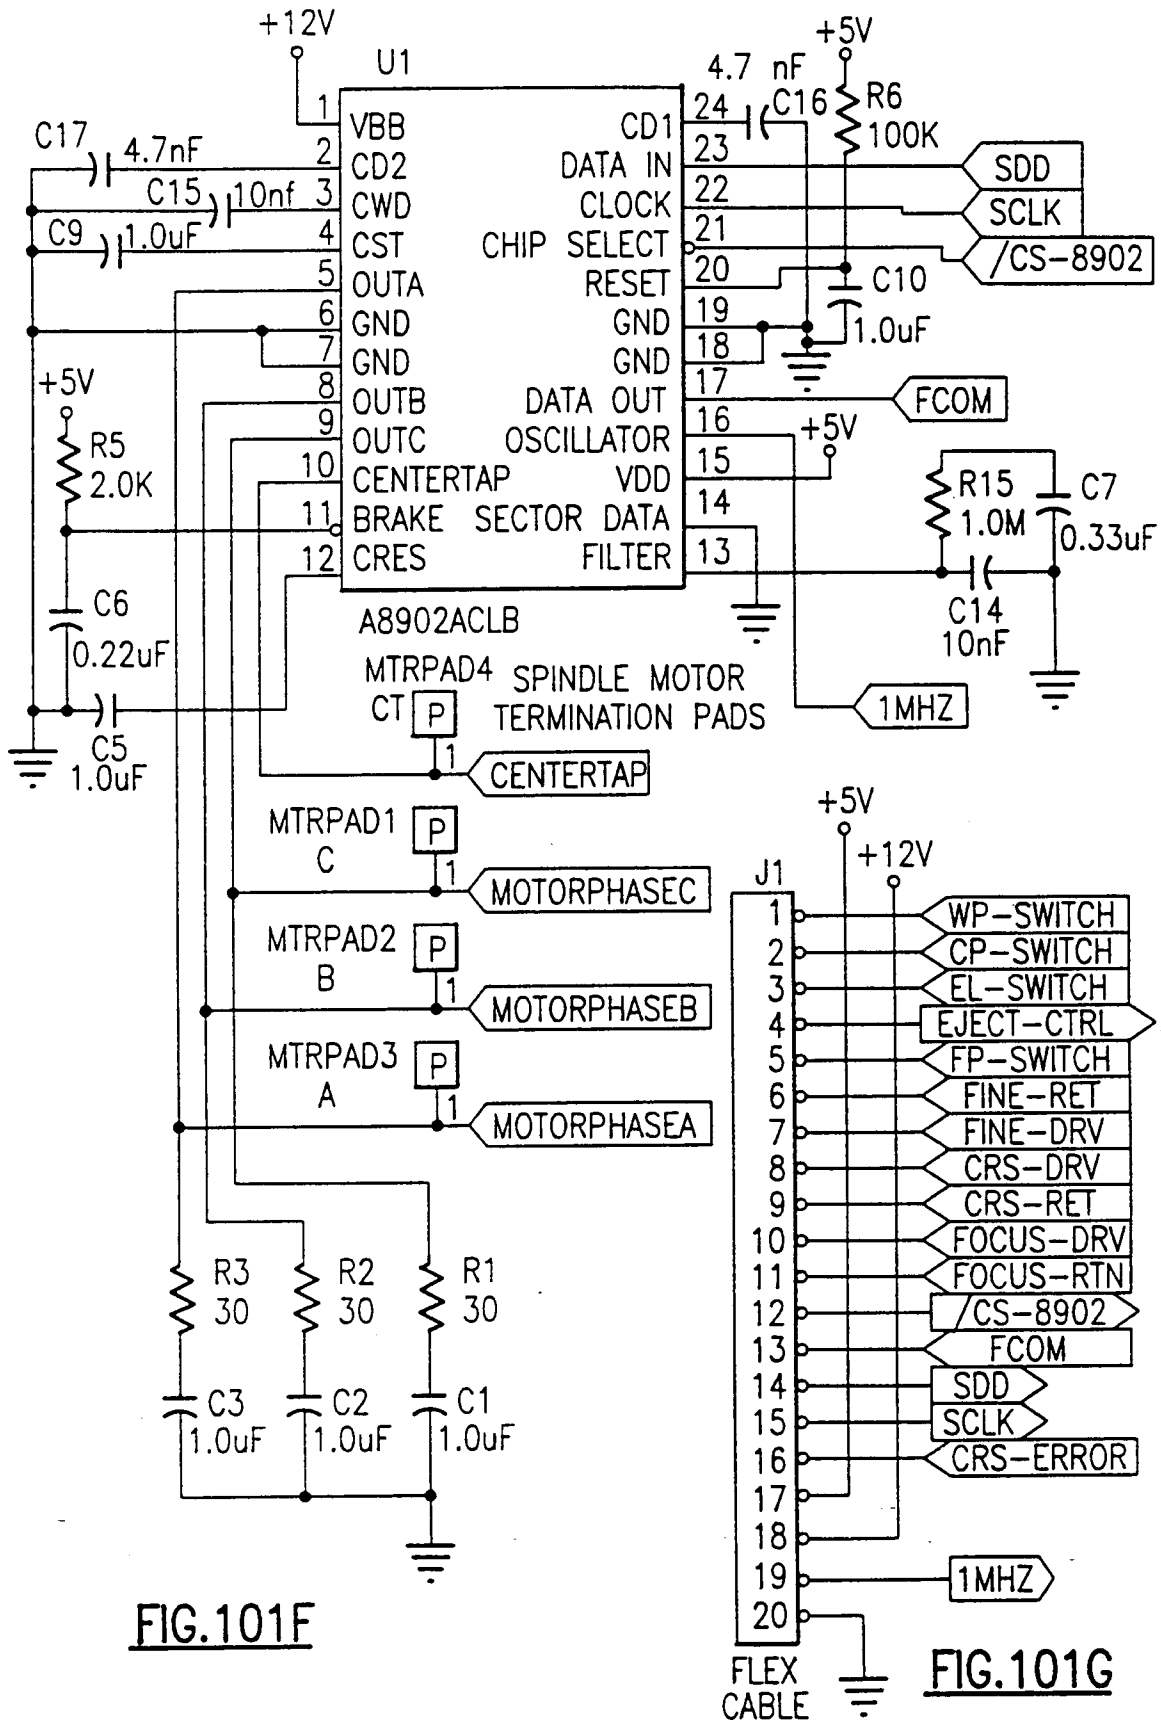 +12V
U1
1 VBB
C17 4.7nF 2 CD2
C15 10nf 3 CWD
C9 1.0uF 4 CST
5 OUTA
6 GND
7 GND
+5V
8 OUTB
9 OUTC
R5
2.0K
10 CENTERTAP
11 BRAKE
12 CRES
C6
0.22uF
C5
1.0uF
A8902ACLB
4.7 nF
C16
+5V
R6
100K
CD1 24
DATA IN 23 SDD
CLOCK 22 SCLK
CHIP SELECT 21 /CS-8902
RESET 20
C10
1.0uF
GND 19
GND 18
DATA OUT 17 FCOM
OSCILLATOR 16
+5V
VDD 15
SECTOR DATA 14
FILTER 13
R15
1.0M
C7
0.33uF
C14
10nF
1MHZ
MTRPAD4
CT P
1
SPINDLE MOTOR
TERMINATION PADS
CENTERTAP
MTRPAD1
C
P
1
MOTORPHASEC
MTRPAD2
B
P
1
MOTORPHASEB
MTRPAD3
A
P
1
MOTORPHASEA
R3
30
R2
30
R1
30
C3
1.0uF
C2
1.0uF
C1
1.0uF
FIG.101F
+5V
+12V
J1
1 WP-SWITCH
2 CP-SWITCH
3 EL-SWITCH
4 EJECT-CTRL
5 FP-SWITCH
6 FINE-RET
7 FINE-DRV
8 CRS-DRV
9 CRS-RET
10 FOCUS-DRV
11 FOCUS-RTN
12 /CS-8902
13 FCOM
14 SDD
15 SCLK
16 CRS-ERROR
17
18
19 1MHZ
20
FLEX
CABLE
FIG.101G